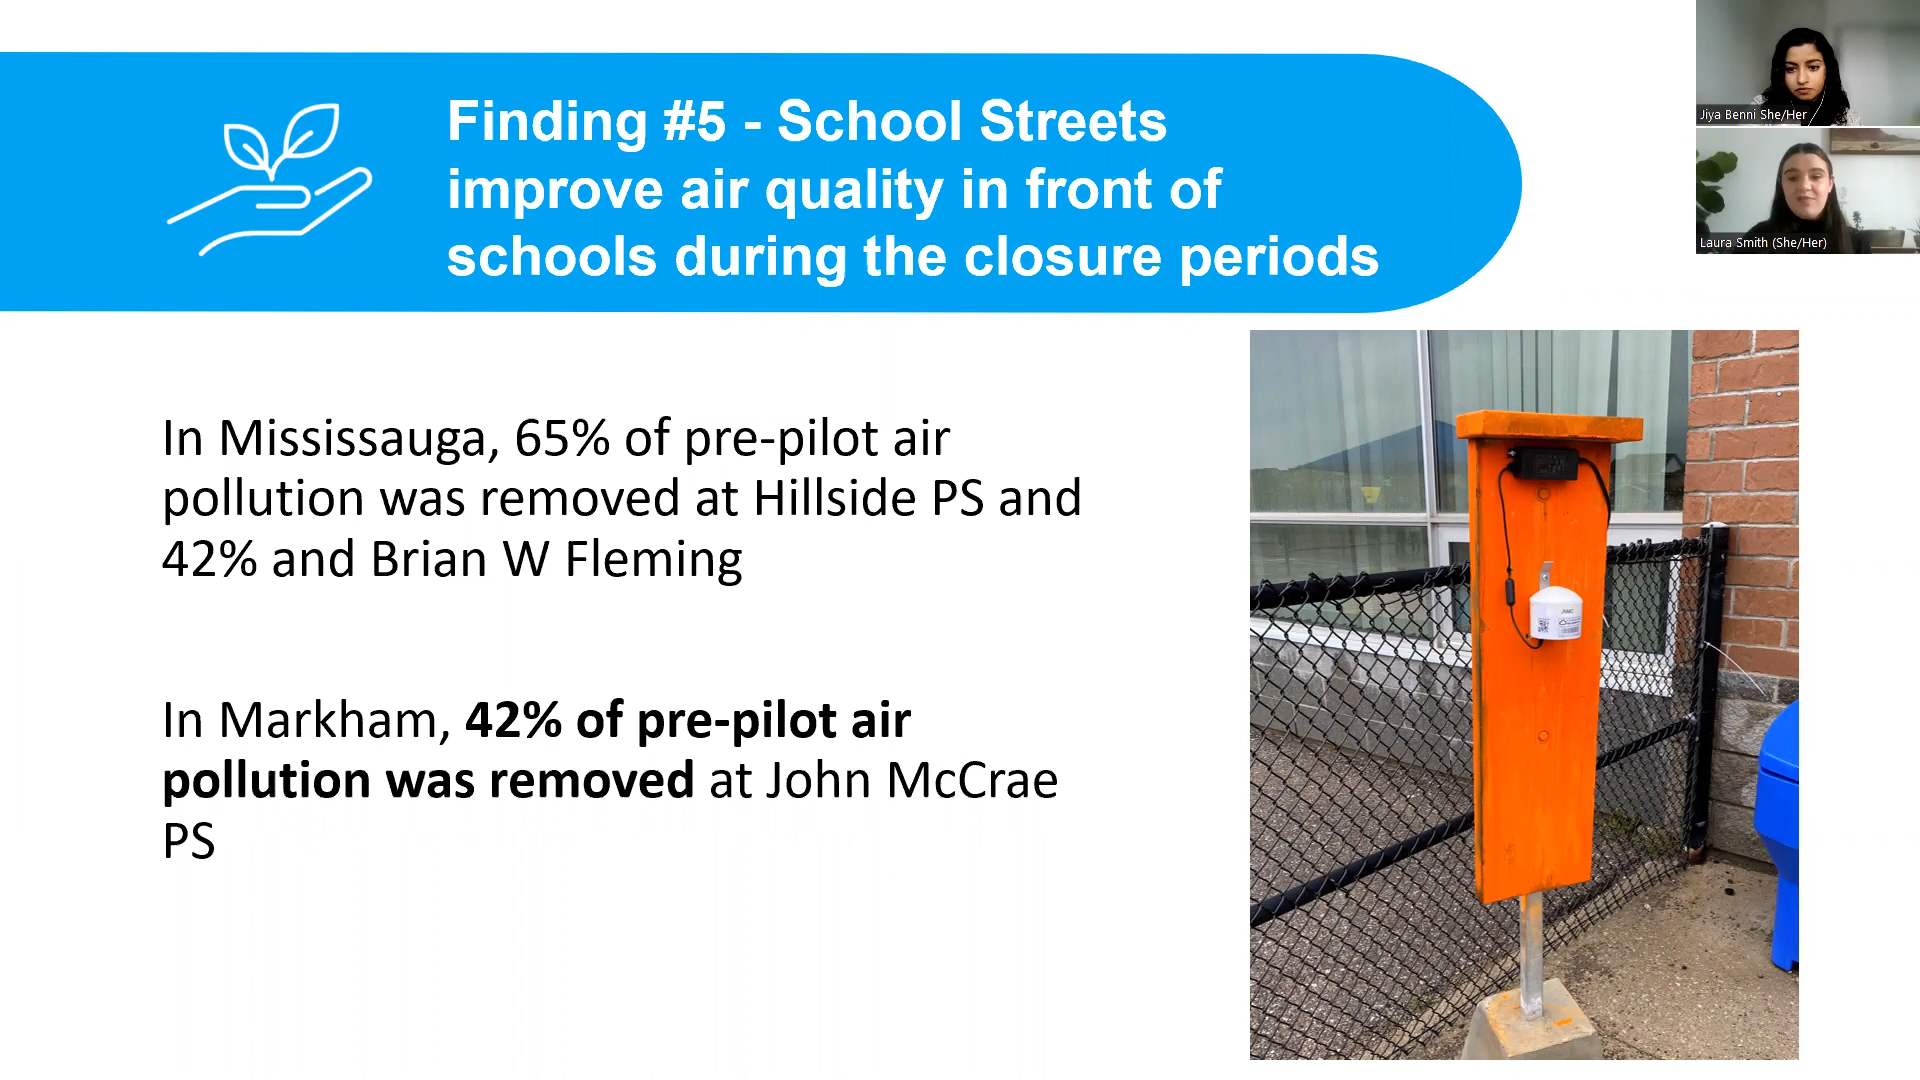 Finding #5 - School Streets
improve air quality in front of
schools during the closure periods
Jiya Benni She/Her
Laura Smith (She/Her)
In Mississauga, 65% of pre-pilot air
pollution was removed at Hillside PS and
42% and Brian W Fleming
In Markham, 42% of pre-pilot air
pollution was removed at John McCrae
PS